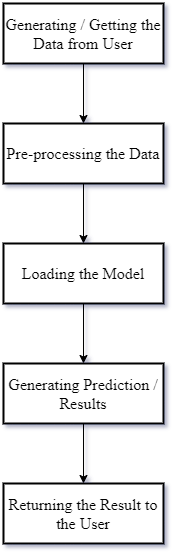 Generating / Getting the
Data from User
Pre-processing the Data
Loading the Model
Generating Prediction /
Results
Returning the Result to
the User